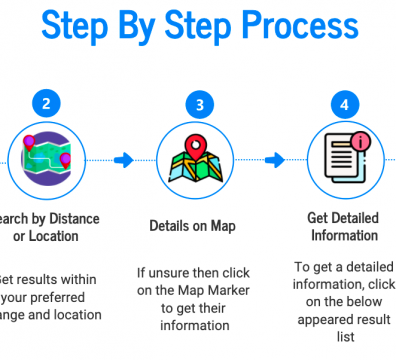 Step By Step Process
2
3
4
earch by Distance
or Location
Details on Map
Get Detailed
Information
et results within
your preferred
ange and location
If unsure then click
on the Map Marker
to get their
information
To get a detailed
information, click
on the below
appeared result
list